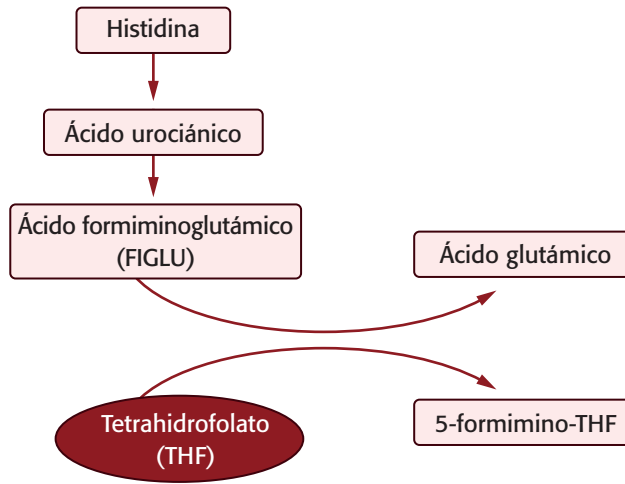 Histidina
Ácido urociánico
Ácido formiminoglutámico
(FIGLU)
Ácido glutámico
Tetrahidrofolato
(THF)
5-formimino-THF